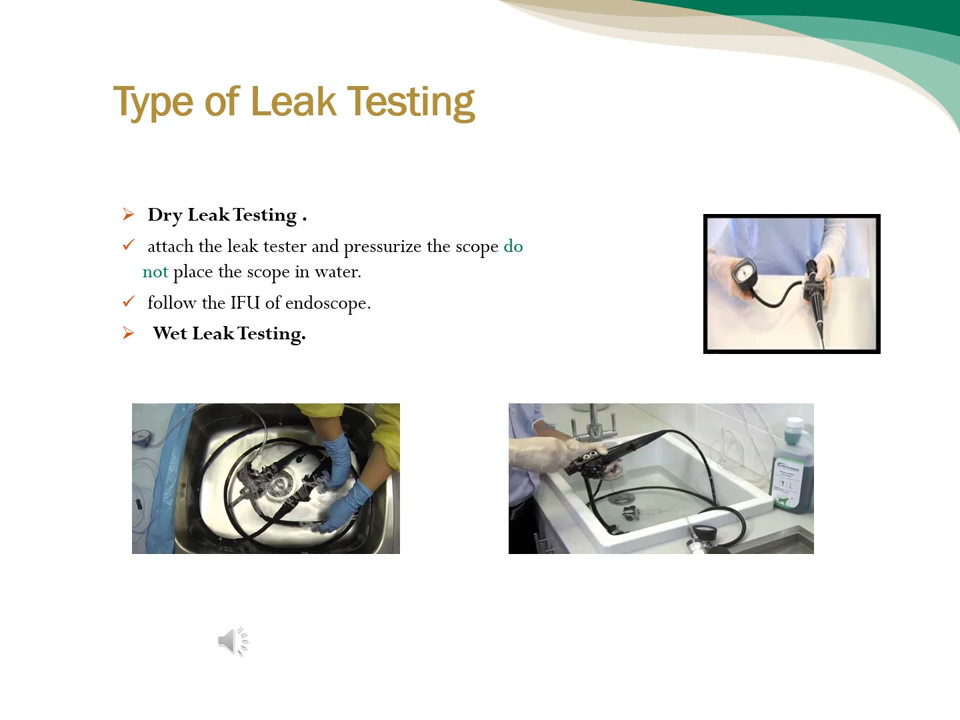 Type of Leak Testing
Dry Leak Testing .
attach the leak tester and pressurize the scope do
not place the scope in water.
follow the IFU of endoscope.
Wet Leak Testing.